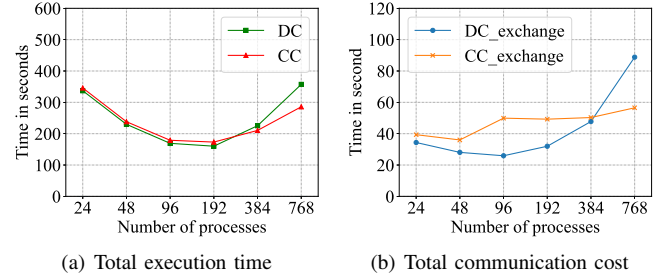 600
500
400
300
200
100
0
Time in seconds
DC
CC
24 48 96 192 384 768
Number of processes
(a) Total execution time
120
100
80
60
40
20
0
Time in second
DC_exchange
CC_exchange
24 48 96 192 384 768
Number of processes
(b) Total communication cost